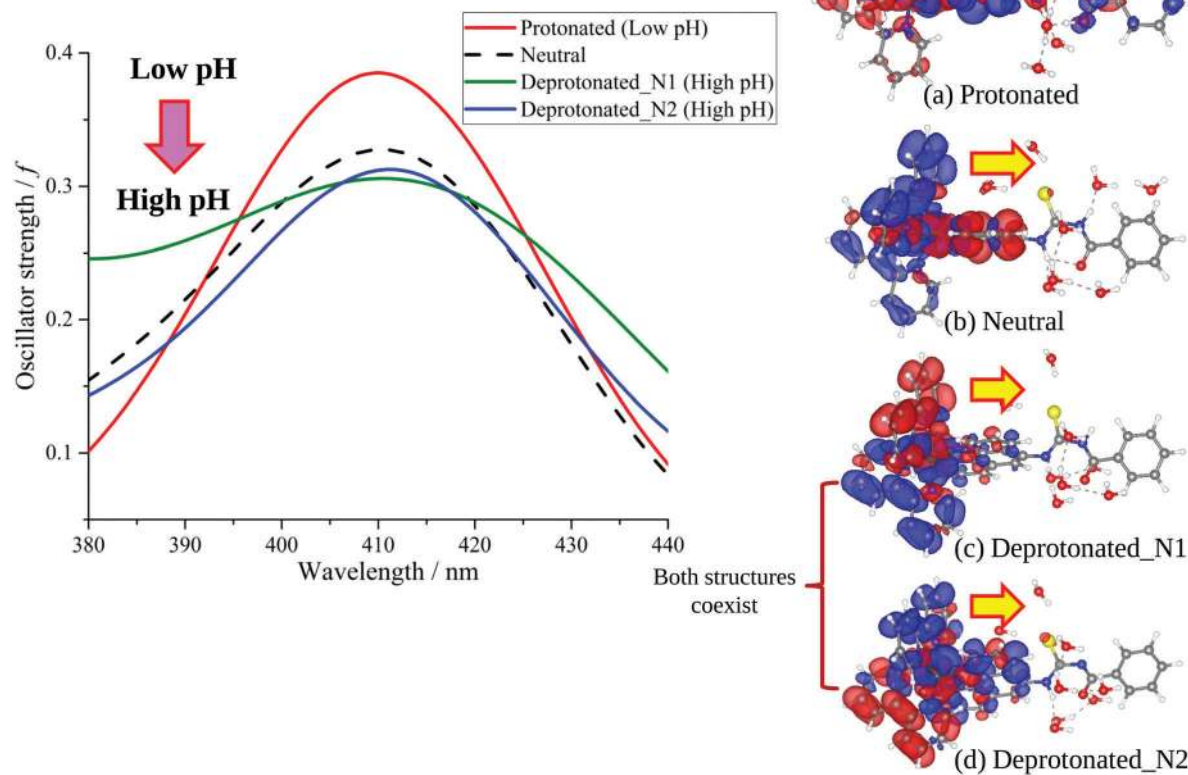 Protonated (Low pH)
Neutral
Deprotonated_N1 (High pH)
Deprotonated_N2 (High pH)
Low pH
High pH
Oscillator strength / f
0.4
0.3
0.2
0.1
380
390
400
410
420
430
440
Wavelength / nm
(a) Protonated
(b) Neutral
(c) Deprotonated_N1
Both structures
coexist
(d) Deprotonated_N2